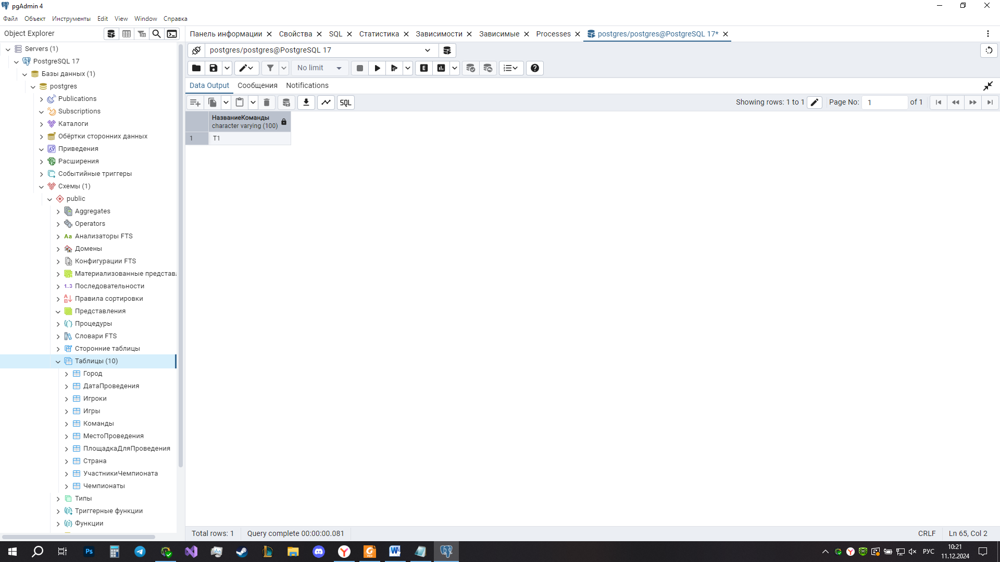 pgAdmin 4
Файл Объект Инструменты Edit View Window Справка
Object Explorer
Панель информации Свойства SQL Статистика Зависимости Зависимые Processes postgres/postgres@PostgreSQL 17*
Servers (1)
PostgreSQL 17
Базы данных (1)
postgres
Publications
Subscriptions
Каталоги
Обёртки сторонних данных
Приведения
Расширения
Событийные триггеры
Схемы (1)
public
Aggregates
Operators
Aa Анализаторы FTS
Домены
Конфигурации FTS
Материализованные представл
1..3 Последовательности
Правила сортировки
Представления
Процедуры
Словари FTS
Сторонние таблицы
Таблицы (10)
Город
ДатаПроведения
Игроки
Игры
Команды
МестоПроведения
ПлощадкаДляПроведения
Страна
УчастникиЧемпионата
Чемпионаты
Типы
Триггерные функции
Функции
postgres/postgres@PostgreSQL 17
No limit
E
Data Output Сообщения Notifications
SQL
Showing rows: 1 to 1
Page No: 1 of 1
НазваниеКоманды
character varying (100)
1 T1
Total rows: 1 Query complete 00:00:00.081
CRLF Ln 65, Col 2
Ps
РУС
10:21
11.12.2024